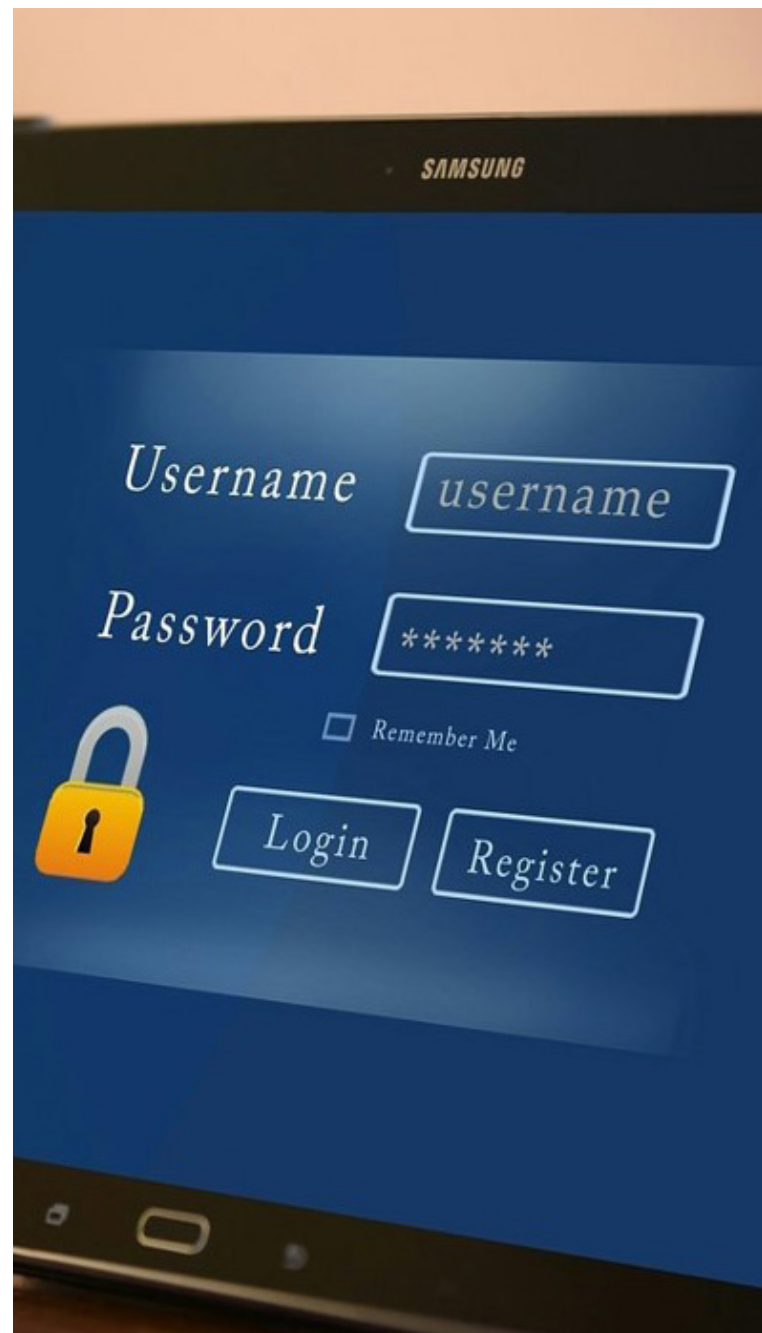 SAMSUNG
Username username
Password *******
Remember Me
Login Register